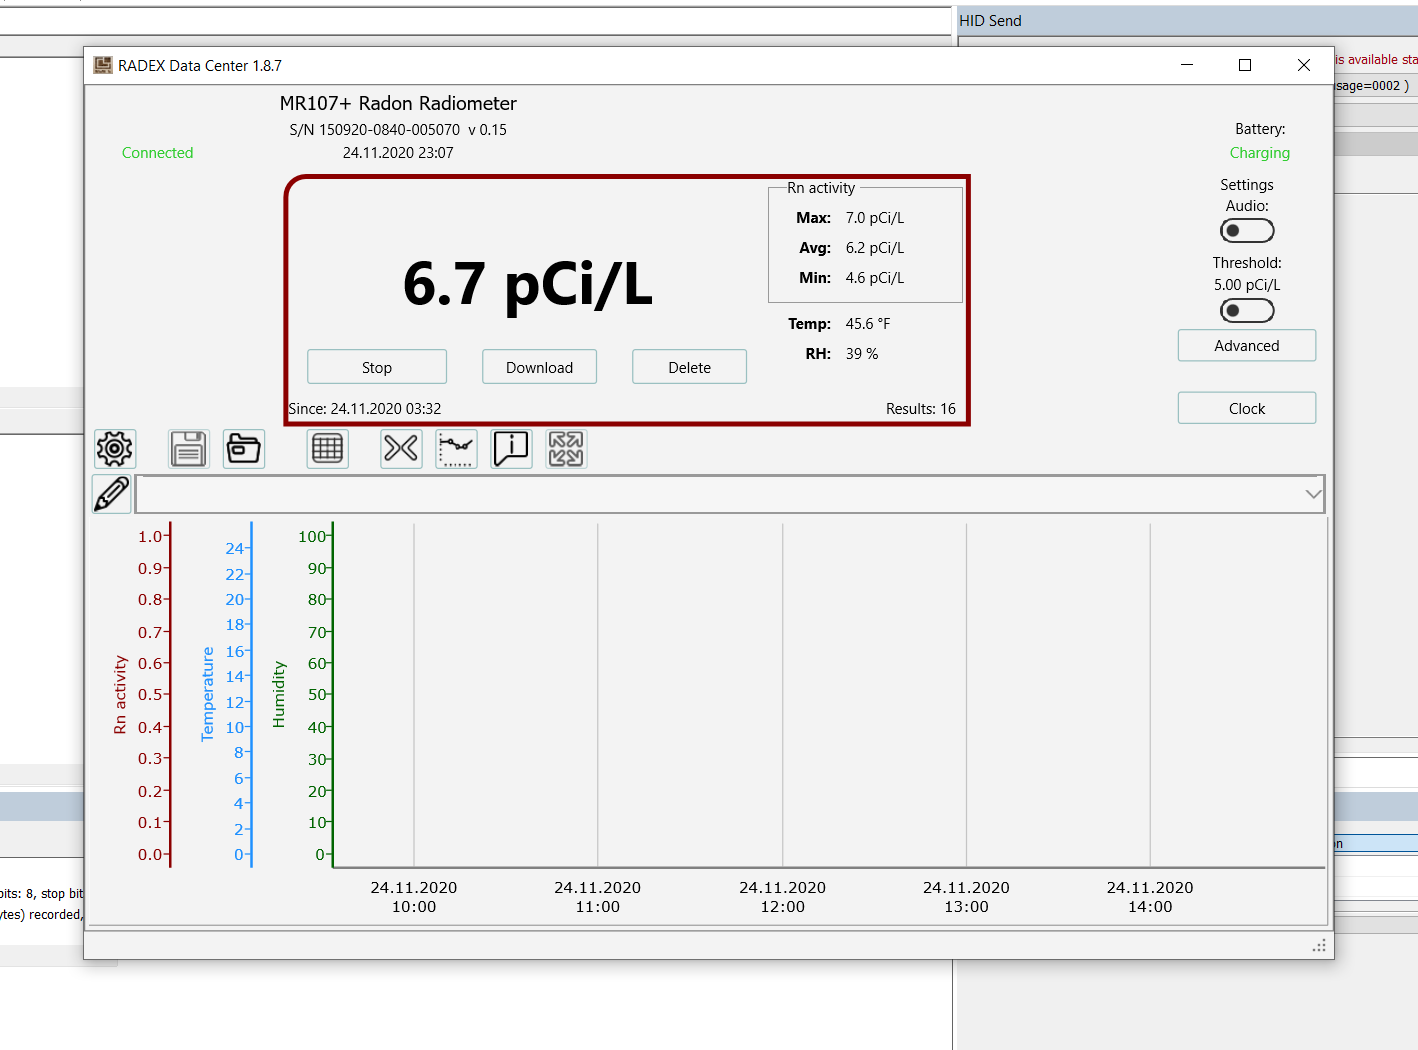 HID Send
RADEX Data Center 1.8.7
is available sta
sage=0002 )
MR107+ Radon Radiometer
S/N 150920-0840-005070 v 0.15
24.11.2020 23:07
Connected
Battery:
Charging
Settings
Audio:
Threshold:
5.00 pCi/L
Advanced
Clock
6.7 pCi/L
Rn activity
Max: 7.0 pCi/L
Avg: 6.2 pCi/L
Min: 4.6 pCi/L
Temp: 45.6 °F
RH: 39 %
Stop Download Delete
Since: 24.11.2020 03:32 Results: 16
Rn activity
1.0
0.9
0.8
0.7
0.6
0.5
0.4
0.3
0.2
0.1
0.0
Temperature
24
22
20
18
16
14
12
10
8
6
4
2
0
Humidity
100
90
80
70
60
50
40
30
20
10
0
24.11.2020 24.11.2020 24.11.2020 24.11.2020 24.11.2020
10:00 11:00 12:00 13:00 14:00
bits: 8, stop bit
ytes) recorded,
on